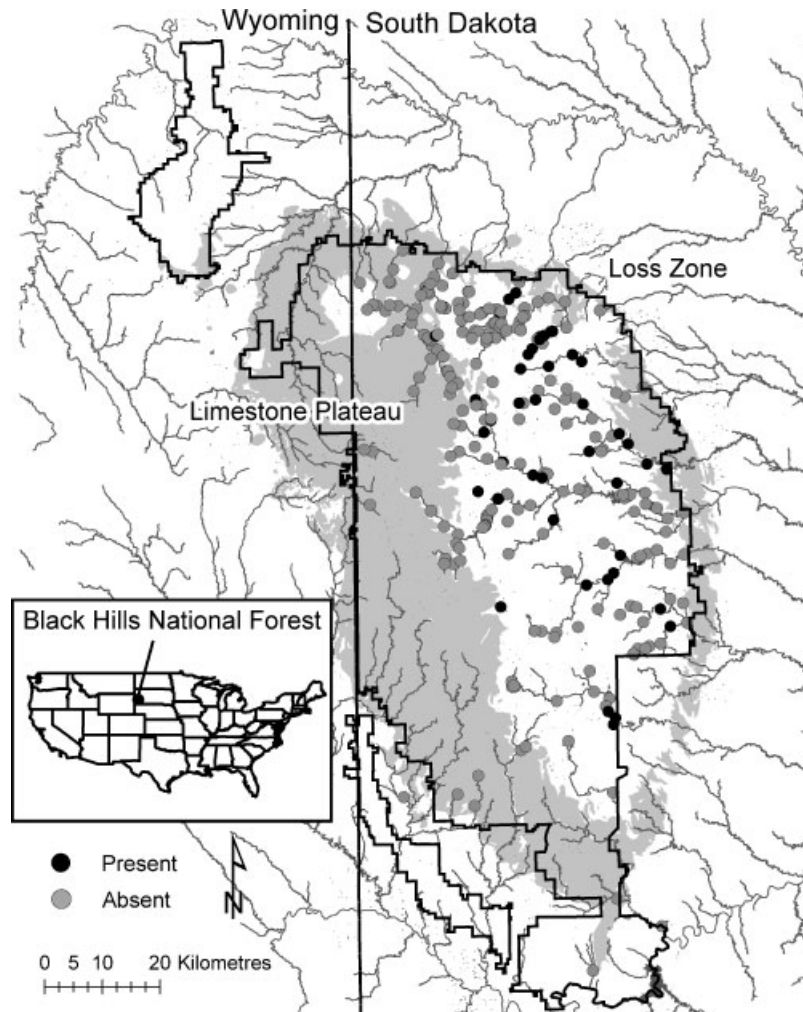 Wyoming South Dakota
Loss Zone
Limestone Plateau
Black Hills National Forest
Present
Absent
N
0 5 10 20 Kilometres